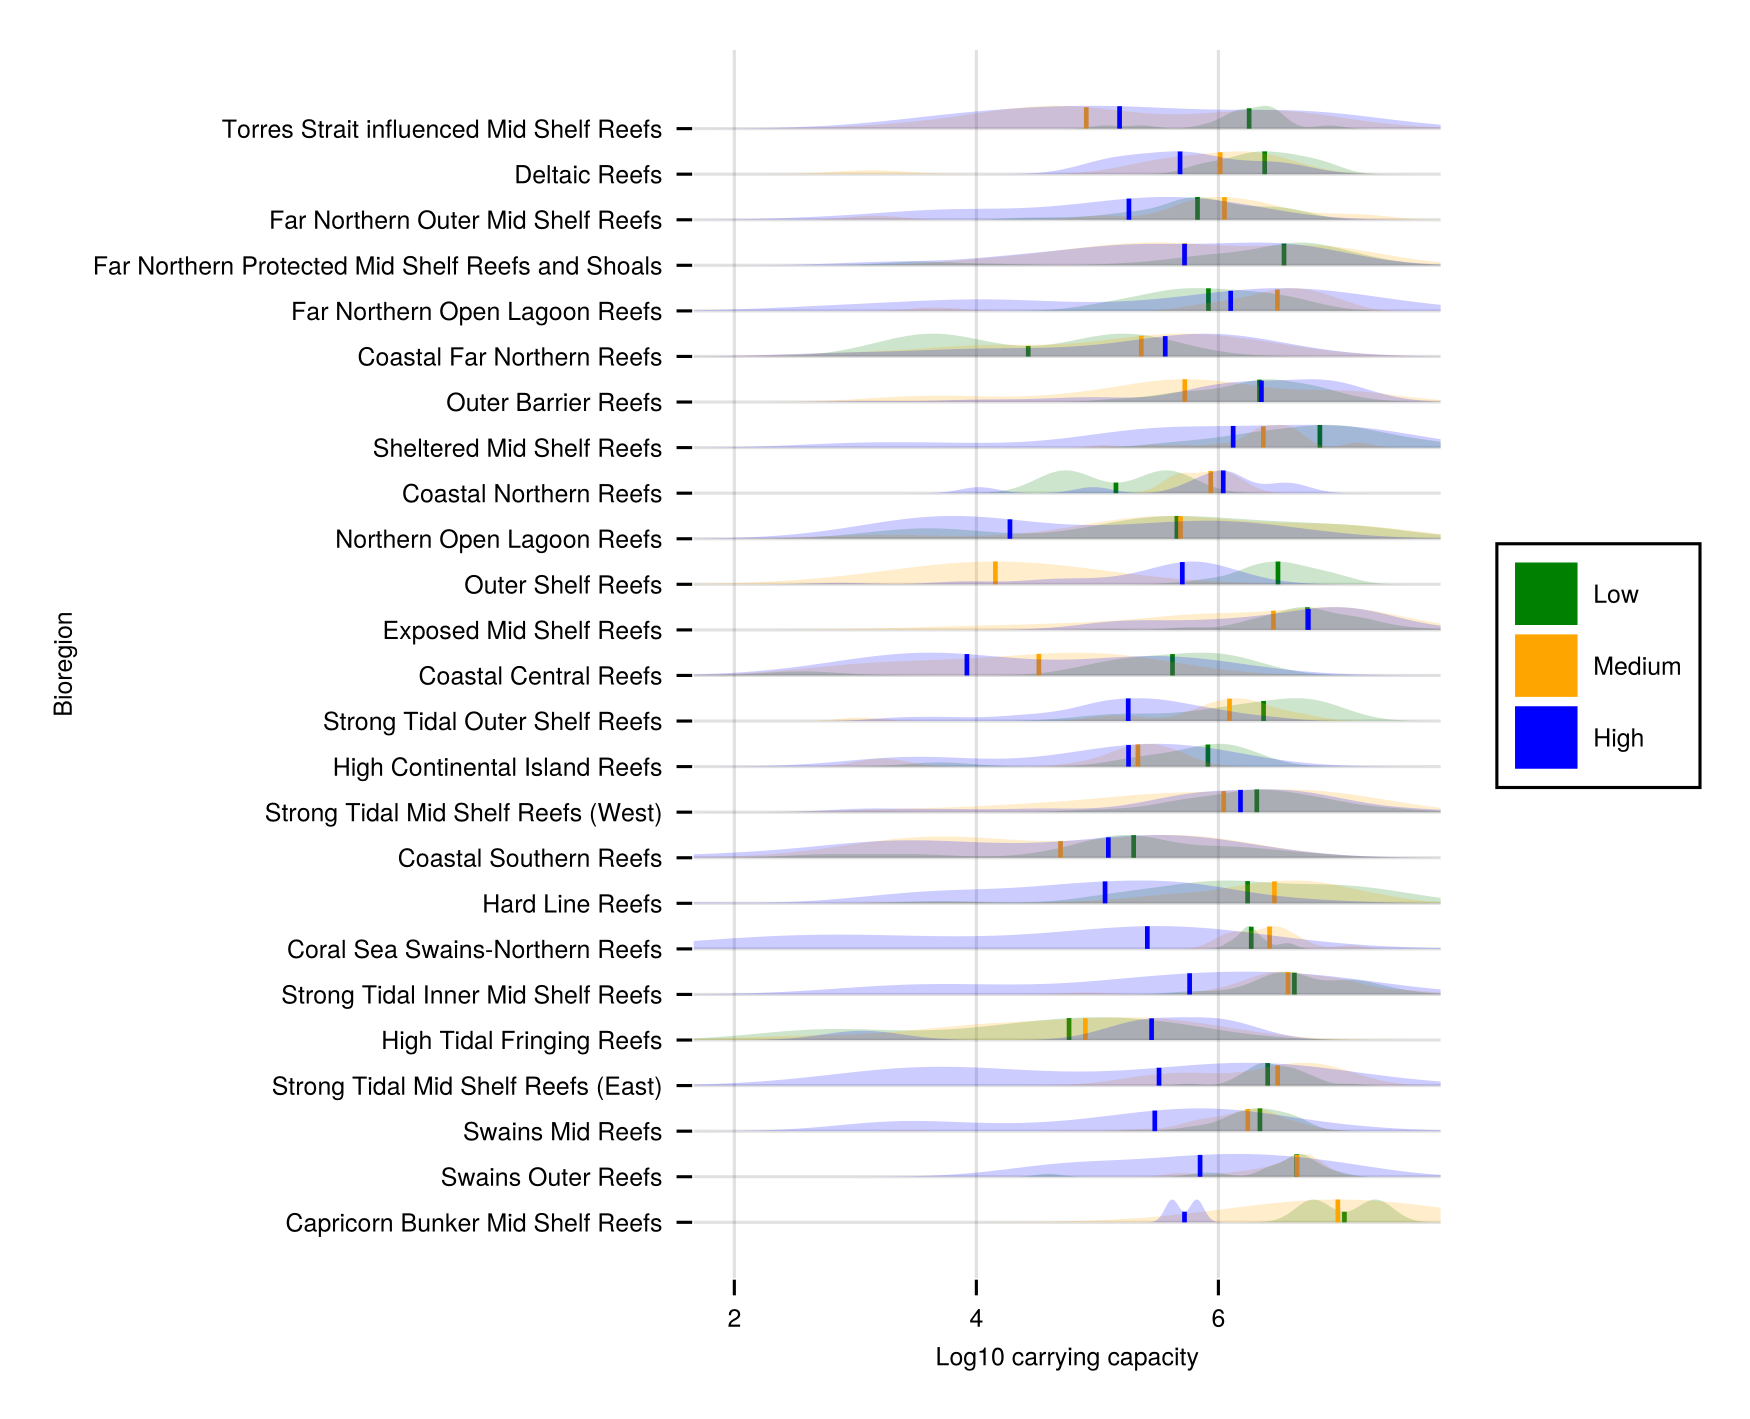 Torres Strait influenced Mid Shelf Reefs
Deltaic Reefs
Far Northern Outer Mid Shelf Reefs
Far Northern Protected Mid Shelf Reefs and Shoals
Far Northern Open Lagoon Reefs
Coastal Far Northern Reefs
Outer Barrier Reefs
Sheltered Mid Shelf Reefs
Coastal Northern Reefs
Northern Open Lagoon Reefs
Outer Shelf Reefs
Exposed Mid Shelf Reefs
Coastal Central Reefs
Strong Tidal Outer Shelf Reefs
High Continental Island Reefs
Strong Tidal Mid Shelf Reefs (West)
Coastal Southern Reefs
Hard Line Reefs
Coral Sea Swains-Northern Reefs
Strong Tidal Inner Mid Shelf Reefs
High Tidal Fringing Reefs
Strong Tidal Mid Shelf Reefs (East)
Swains Mid Reefs
Swains Outer Reefs
Capricorn Bunker Mid Shelf Reefs
Bioregion
2 4 6
Log10 carrying capacity
Low
Medium
High